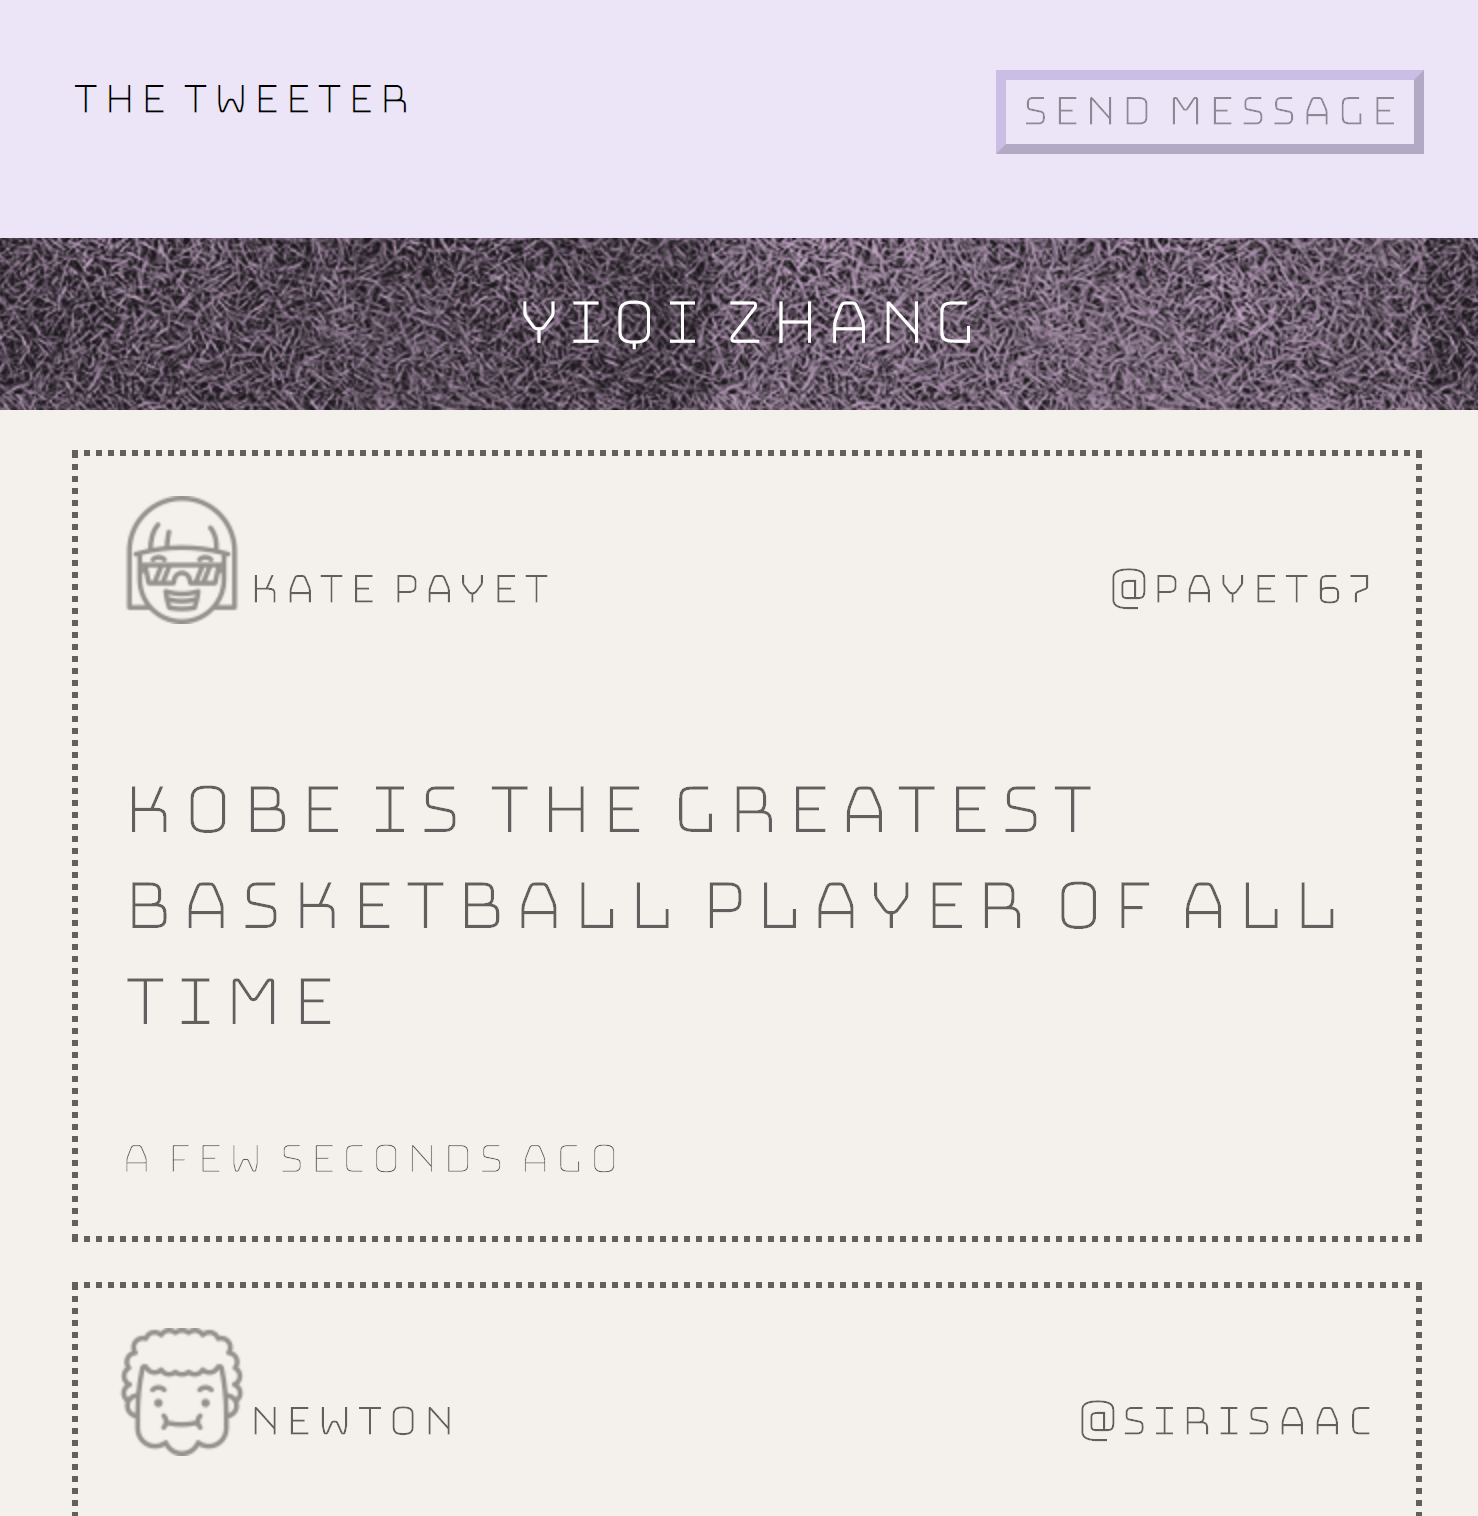 THE TWEETER
SEND MESSAGE
YIQI ZHANG
KATE PAYET
@PAYET67
KOBE IS THE GREATEST
BASKETBALL PLAYER OF ALL
TIME
A FEW SECONDS AGO
NEWTON
@SIRISAAC